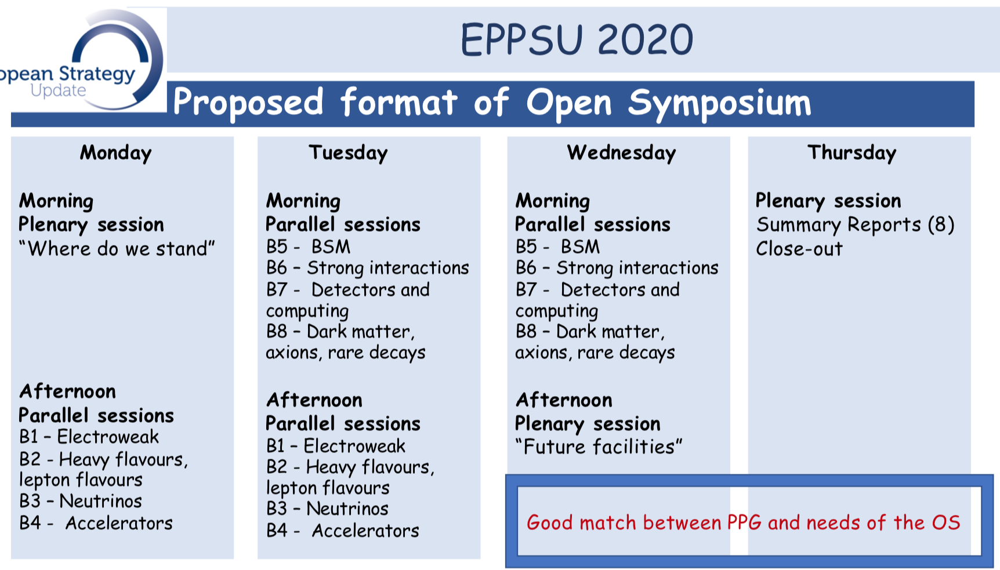 opean Strategy
Update
EPPSU 2020
Proposed format of Open Symposium
Monday
Morning
Plenary session
“Where do we stand”
Afternoon
Parallel sessions
B1 – Electroweak
B2 - Heavy flavours,
lepton flavours
B3 – Neutrinos
B4 - Accelerators
Tuesday
Morning
Parallel sessions
B5 - BSM
B6 – Strong interactions
B7 - Detectors and
computing
B8 – Dark matter,
axions, rare decays
Afternoon
Parallel sessions
B1 – Electroweak
B2 - Heavy flavours,
lepton flavours
B3 – Neutrinos
B4 - Accelerators
Wednesday
Morning
Parallel sessions
B5 - BSM
B6 – Strong interactions
B7 - Detectors and
computing
B8 – Dark matter,
axions, rare decays
Afternoon
Plenary session
“Future facilities”
Thursday
Plenary session
Summary Reports (8)
Close-out
Good match between PPG and needs of the OS